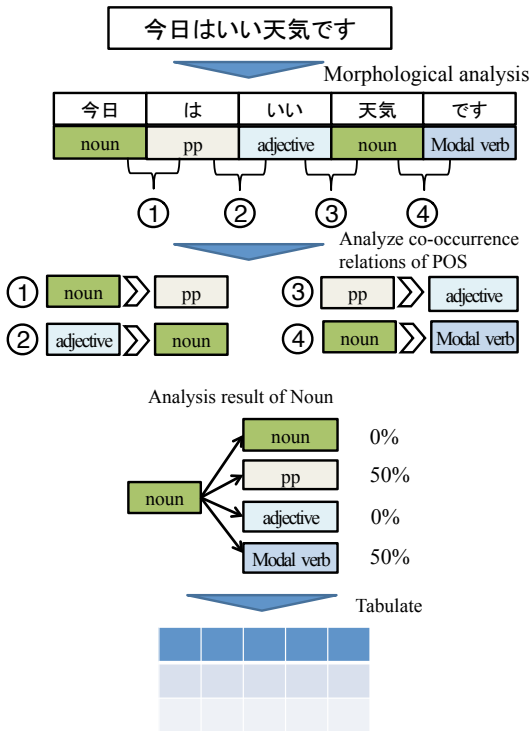 今日はいい天気です
Morphological analysis
今日 は いい 天気 です
noun pp adjective noun Modal verb
① ② ③ ④
Analyze co-occurrence
relations of POS
① noun pp
③ pp adjective
② adjective noun
④ noun Modal verb
Analysis result of Noun
noun 0%
pp 50%
noun
adjective 0%
Modal verb 50%
Tabulate